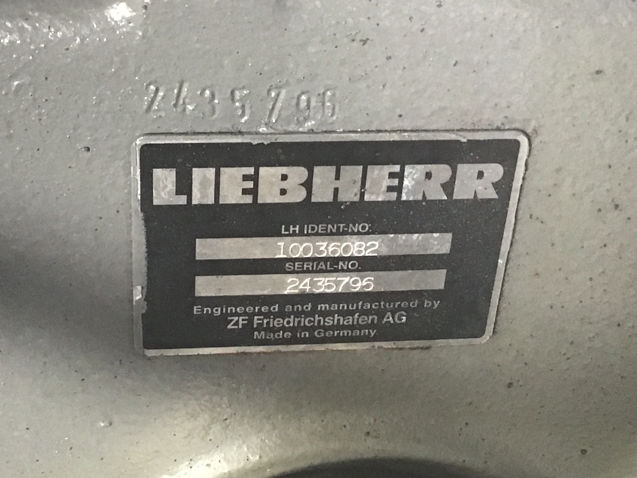 2435796
LIEBHERR
LH IDENT-NO.
10036082
SERIAL-NO.
2435796
Engineered and manufactured by
ZF Friedrichshafen AG
Made in Germany